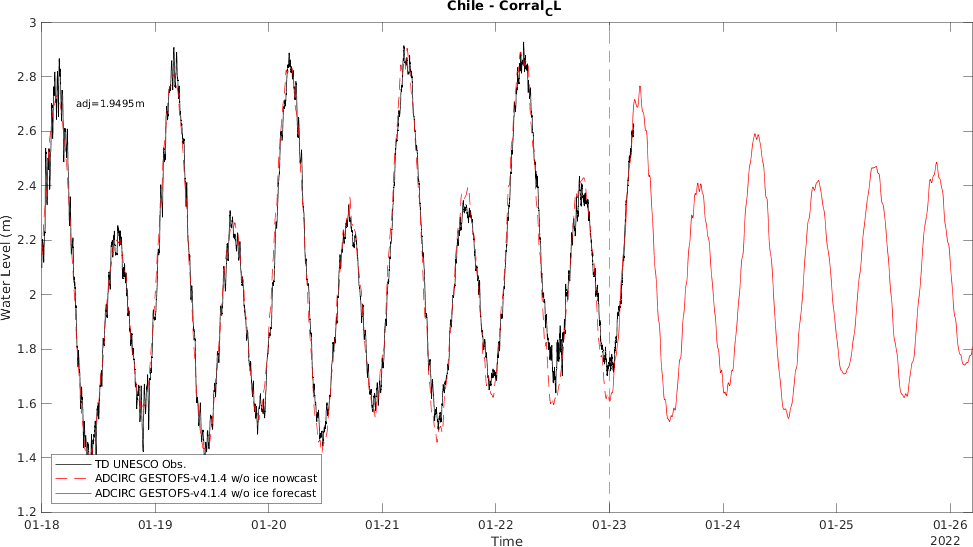 Chile - Corral_CL
3
2.8
adj=1.9495m
2.6
2.4
2.2
Water Level (m)
2
1.8
1.6
1.4
1.2
TD UNESCO Obs.
ADCIRC GESTOFS-v4.1.4 w/o ice nowcast
ADCIRC GESTOFS-v4.1.4 w/o ice forecast
01-18 01-19 01-20 01-21 01-22 01-23 01-24 01-25 01-26
Time
2022